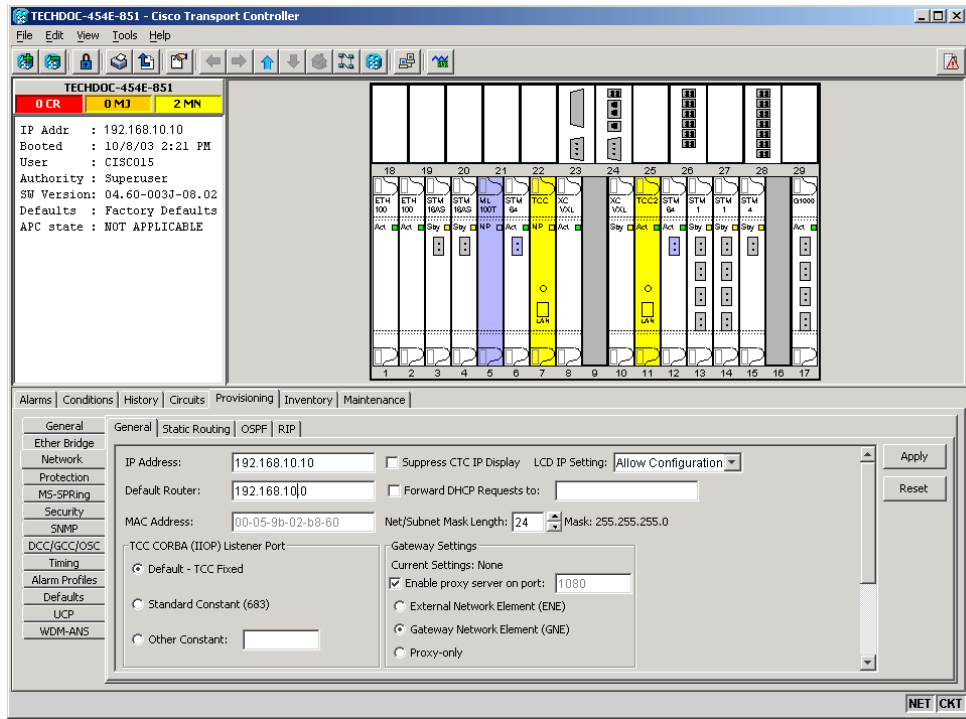 TECHDOC-454E-851 - Cisco Transport Controller
File Edit View Tools Help
TECHDOC-454E-851
0 CR 0 MJ 2 MN
IP Addr : 192.168.10.10
Booted : 10/8/03 2:21 PM
User : CISCO15
Authority : Superuser
SW Version: 04.60-003J-08.02
Defaults : Factory Defaults
APC state : NOT APPLICABLE
18 19 20 21 22 23 24 25 26 27 28 29
ETH 100 ETH 100 STM 16AS STM 16AS ML 100T STM 64 TCC XC VXL XC VXL TCC2 STM 64 STM 1 STM 1 STM 4 G1000
Act Act Sby Sby NP Act NP Act Sby Act Act Sby Sby Sby Act
LAN LAN
1 2 3 4 5 6 7 8 9 10 11 12 13 14 15 16 17
Alarms Conditions History Circuits Provisioning Inventory Maintenance
General
Ether Bridge
Network
Protection
MS-SPRing
Security
SNMP
DCC/GCC/OSC
Timing
Alarm Profiles
Defaults
UCP
WDM-ANS
General Static Routing OSPF RIP
IP Address: 192.168.10.10 Suppress CTC IP Display LCD IP Setting: Allow Configuration
Default Router: 192.168.10.0 Forward DHCP Requests to:
MAC Address: 00-05-9b-02-b8-60 Net/Subnet Mask Length: 24 Mask: 255.255.255.0
TCC CORBA (IIOP) Listener Port
Default - TCC Fixed
Standard Constant (683)
Other Constant:
Gateway Settings
Current Settings: None
Enable proxy server on port: 1080
External Network Element (ENE)
Gateway Network Element (GNE)
Proxy-only
Apply
Reset
NET CKT